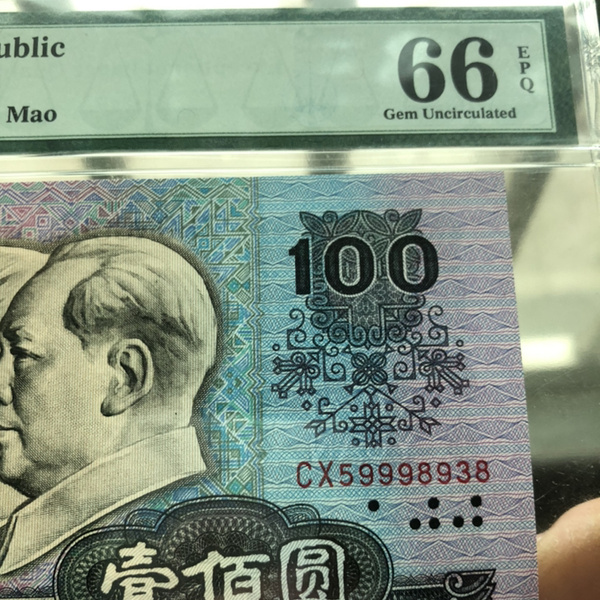 ublic
66
EPQ
Mao
Gem Uncirculated
100
CX59998938
壹佰圆